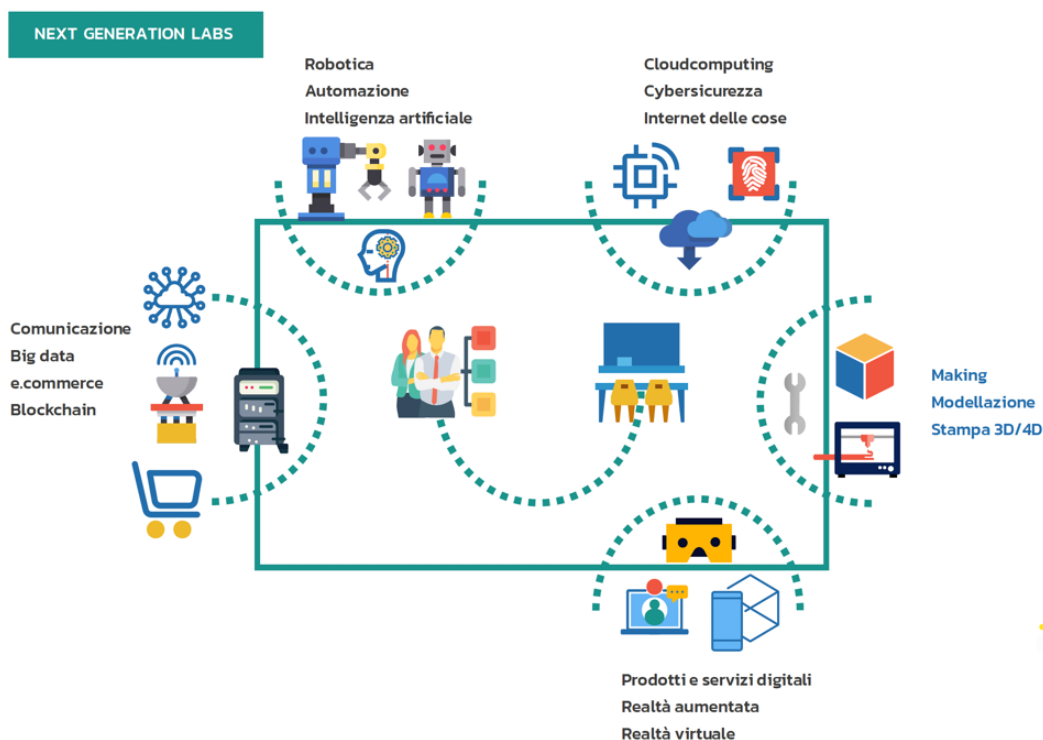 NEXT GENERATION LABS
Robotica
Automazione
Intelligenza artificiale
Cloudcomputing
Cybersicurezza
Internet delle cose
Comunicazione
Big data
e.commerce
Blockchain
Making
Modellazione
Stampa 3D/4D
Prodotti e servizi digitali
Realtà aumentata
Realtà virtuale